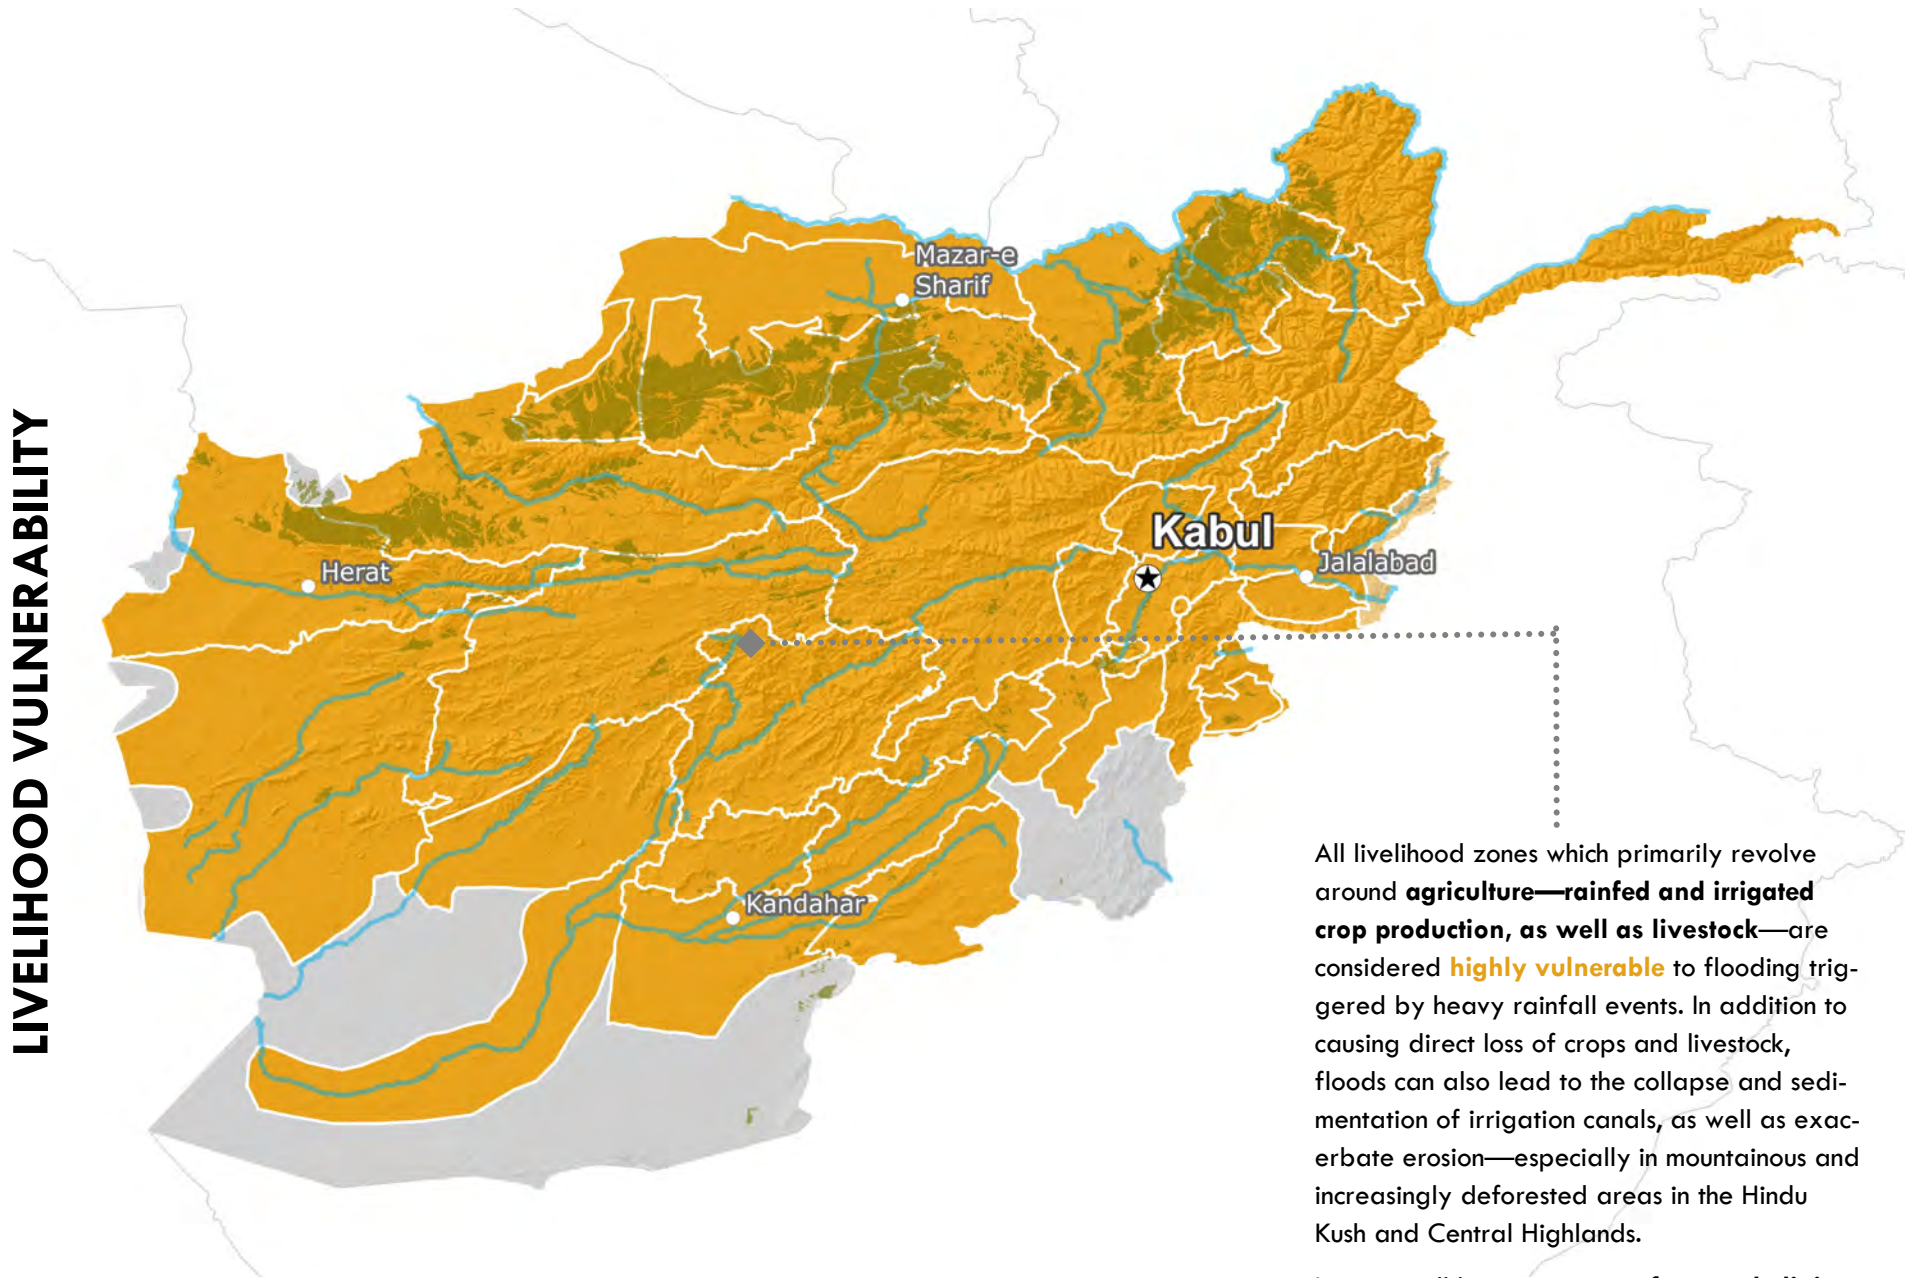 LIVELIHOOD VULNERABILITY
Mazar-e
Sharif
Kabul
Jalalabad
Herat
Kandahar
All livelihood zones which primarily revolve
around agriculture—rainfed and irrigated
crop production, as well as livestock—are
considered highly vulnerable to flooding trig-
gered by heavy rainfall events. In addition to
causing direct loss of crops and livestock,
floods can also lead to the collapse and sedi-
mentation of irrigation canals, as well as exac-
erbate erosion—especially in mountainous and
increasingly deforested areas in the Hindu
Kush and Central Highlands.